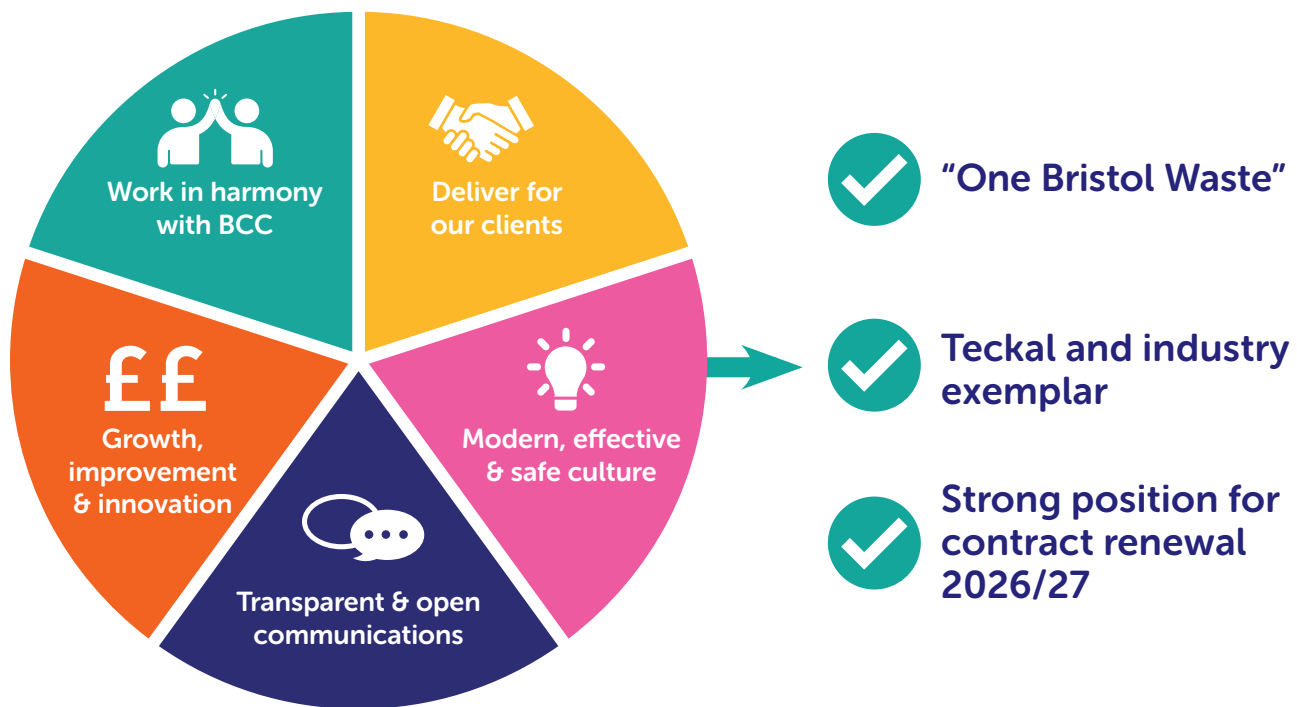 Work in harmony
with BCC
Deliver for
our clients
££
Growth,
improvement
& innovation
Modern, effective
& safe culture
Transparent & open
communications
“One Bristol Waste”
Teckal and industry
exemplar
Strong position for
contract renewal
2026/27